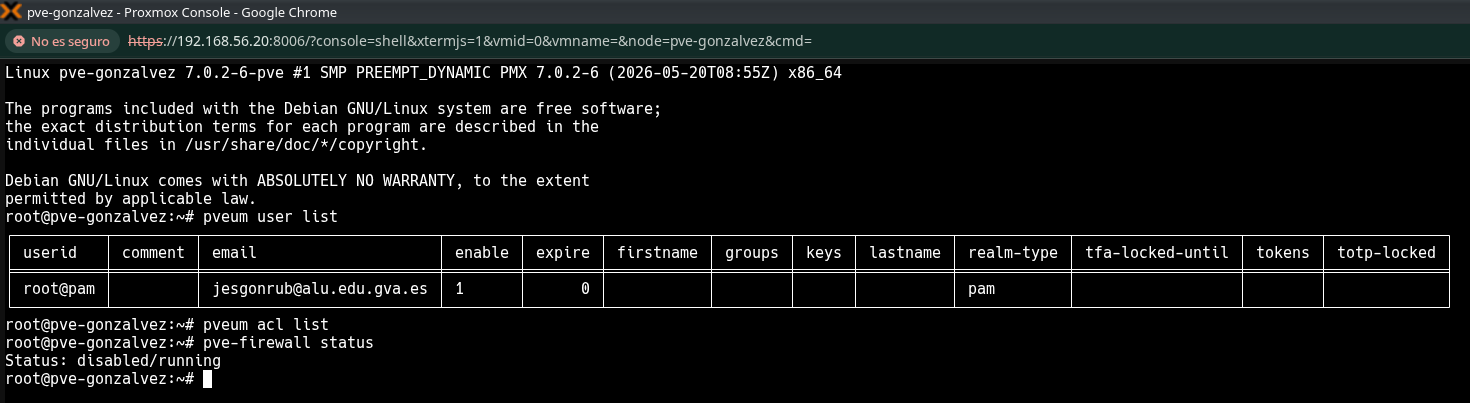 pve-gonzalvez - Proxmox Console - Google Chrome
No es seguro https://192.168.56.20:8006/?console=shell&xtermjs=1&vmid=0&vmname=&node=pve-gonzalvez&cmd=
Linux pve-gonzalvez 7.0.2-6-pve #1 SMP PREEMPT_DYNAMIC PMX 7.0.2-6 (2026-05-20T08:55Z) x86_64
The programs included with the Debian GNU/Linux system are free software;
the exact distribution terms for each program are described in the
individual files in /usr/share/doc/*/copyright.
Debian GNU/Linux comes with ABSOLUTELY NO WARRANTY, to the extent
permitted by applicable law.
root@pve-gonzalvez:~# pveum user list
userid comment email enable expire firstname groups keys lastname realm-type tfa-locked-until tokens totp-locked
root@pam jesgonrub@alu.edu.gva.es 1 0 pam
root@pve-gonzalvez:~# pveum acl list
root@pve-gonzalvez:~# pve-firewall status
Status: disabled/running
root@pve-gonzalvez:~#